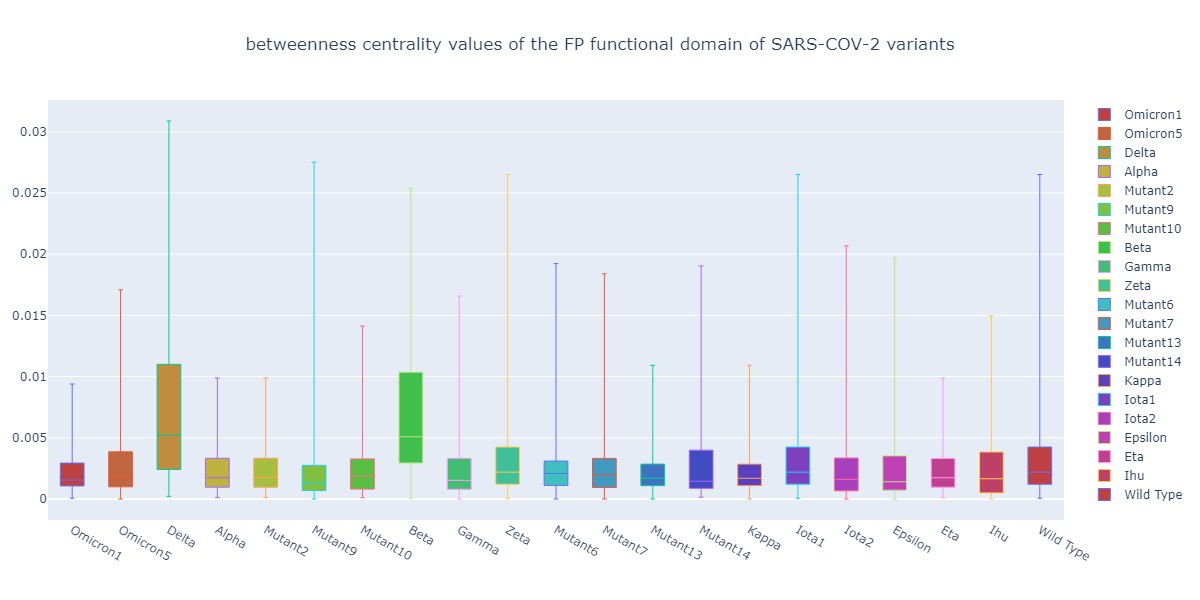 betweenness centrality values of the FP functional domain of SARS-COV-2 variants
0.03
0.025
0.02
0.015
0.01
0.005
0
Omicron1
Omicron5
Delta
Alpha
Mutant2
Mutant9
Mutant10
Beta
Gamma
Zeta
Mutant6
Mutant7
Mutant13
Mutant14
Kappa
Iota1
Iota2
Epsilon
Eta
Ihu
Wild Type
Omicron1
Omicron5
Delta
Alpha
Mutant2
Mutant9
Mutant10
Beta
Gamma
Zeta
Mutant6
Mutant7
Mutant13
Mutant14
Kappa
Iota1
Iota2
Epsilon
Eta
Ihu
Wild Type